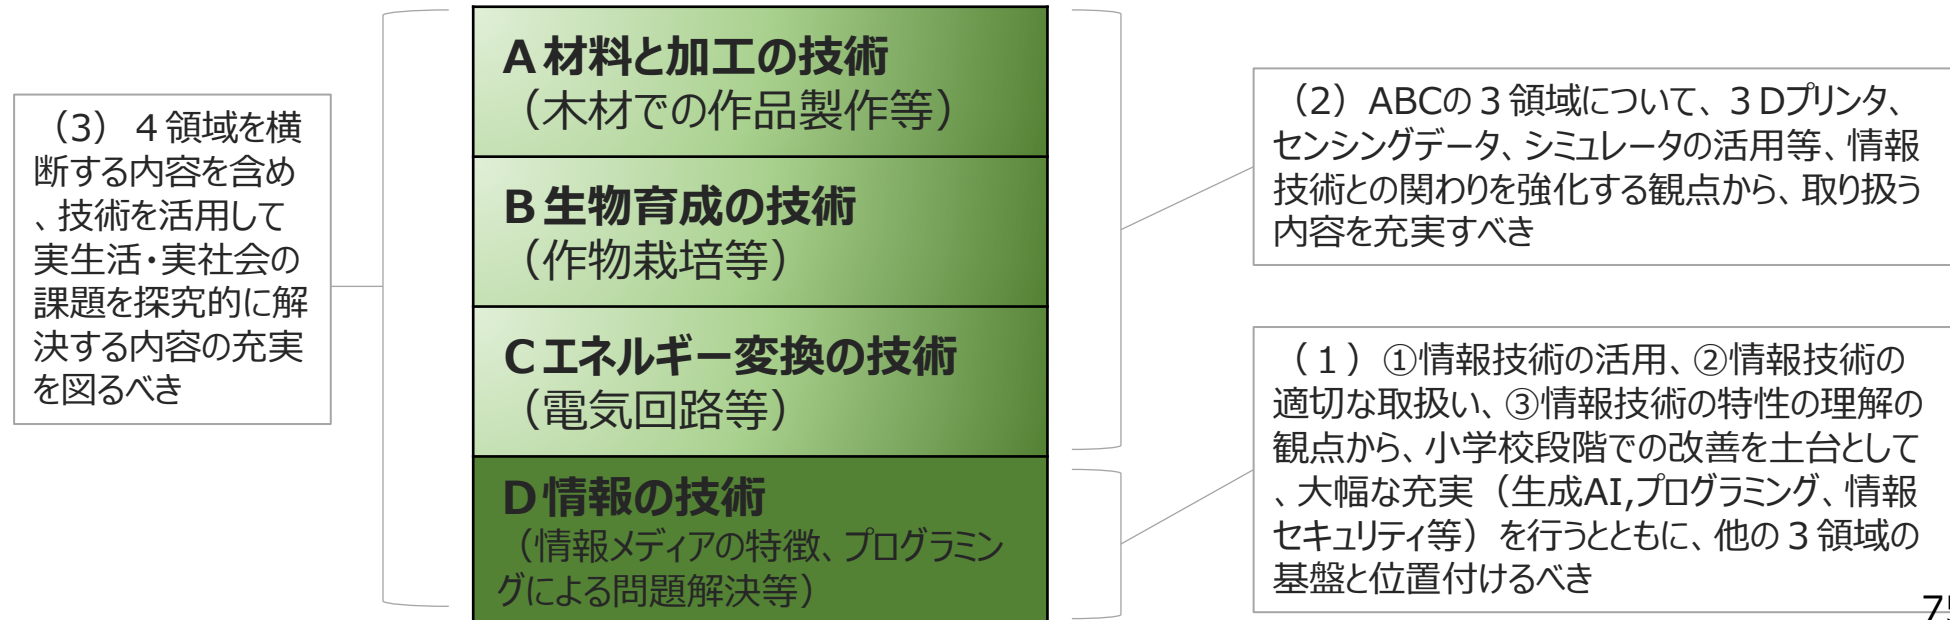 （3） ４領域を横
断する内容を含め
、技術を活用して
実生活・実社会の
課題を探究的に解
決する内容の充実
を図るべき
A 材料と加工の技術
（木材での作品製作等）
B 生物育成の技術
（作物栽培等）
C エネルギー変換の技術
（電気回路等）
D 情報の技術
（情報メディアの特徴、プログラミン
グによる問題解決等）
（2） ABCの３領域について、３Dプリンタ、
センシングデータ、シミュレータの活用等、情報
技術との関わりを強化する観点から、取り扱う
内容を充実すべき
（１）①情報技術の活用、②情報技術の
適切な取扱い、③情報技術の特性の理解の
観点から、小学校段階での改善を土台として
、大幅な充実（生成AI,プログラミング、情報
セキュリティ等）を行うとともに、他の３領域の
基盤と位置付けるべき